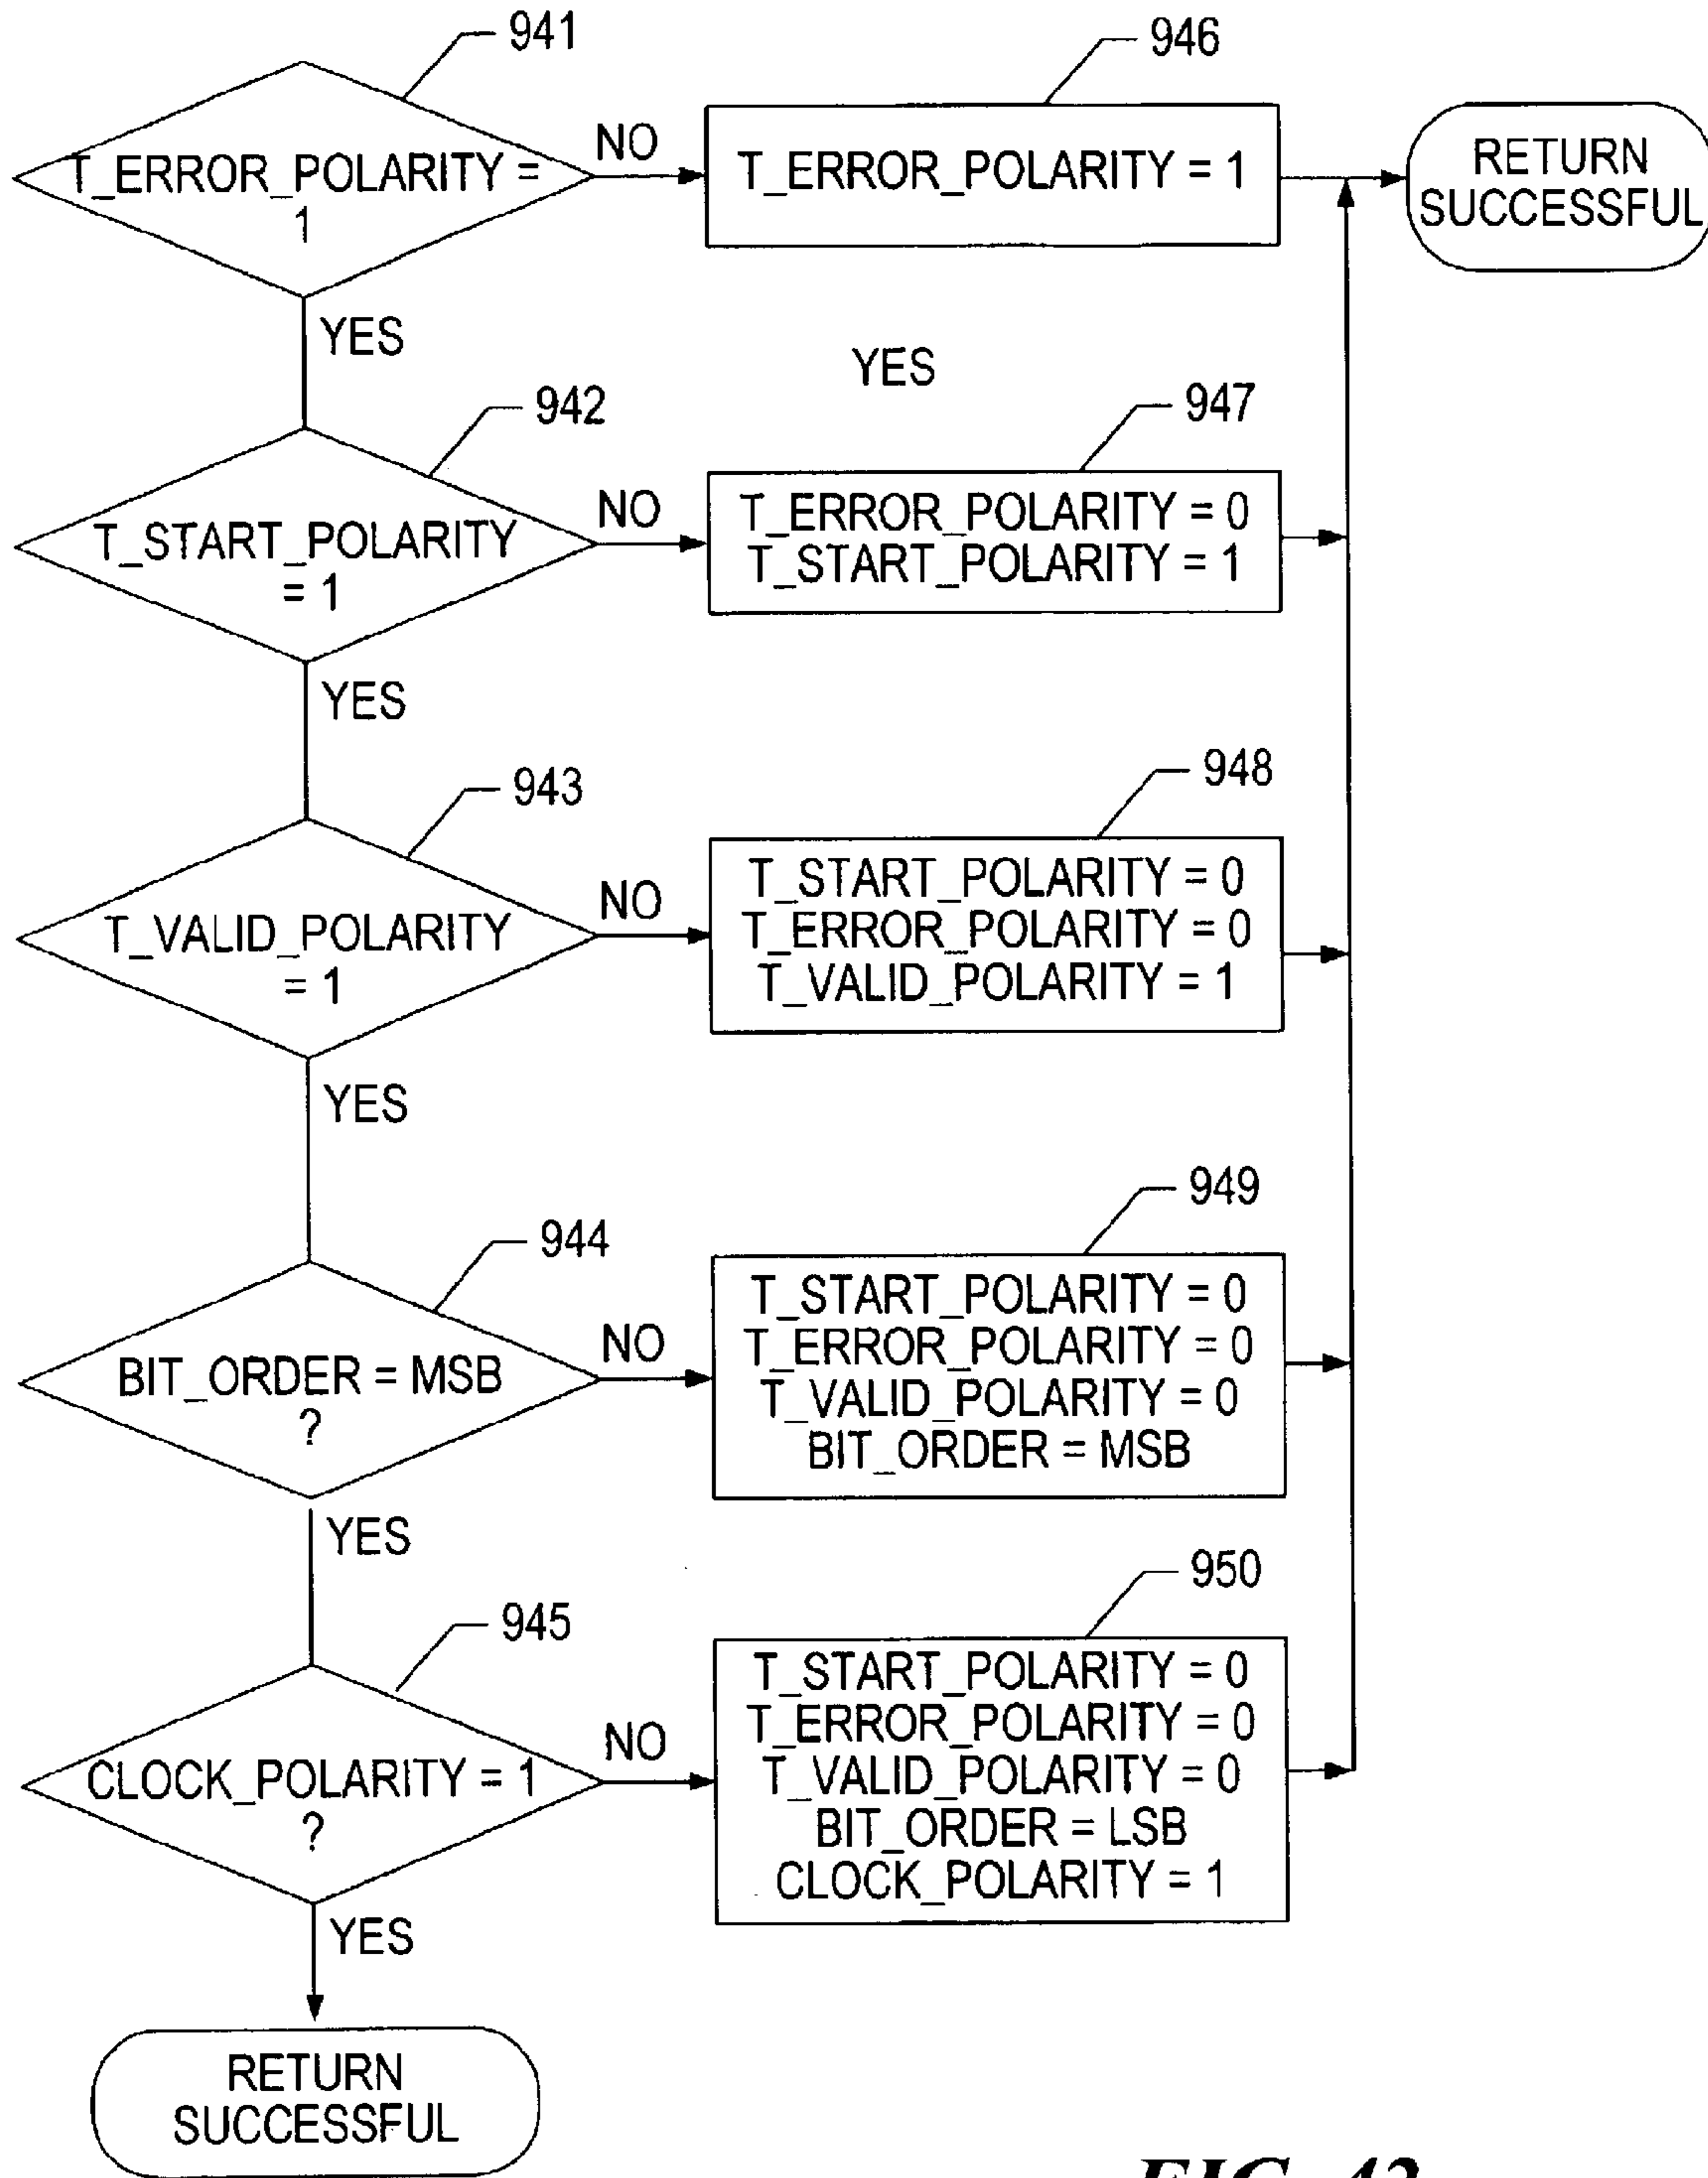 941
T_ERROR_POLARITY =
1
NO
946
T_ERROR_POLARITY = 1
RETURN
SUCCESSFUL
YES
YES
942
T_START_POLARITY
= 1
NO
947
T_ERROR_POLARITY = 0
T_START_POLARITY = 1
YES
943
T_VALID_POLARITY
= 1
NO
948
T_START_POLARITY = 0
T_ERROR_POLARITY = 0
T_VALID_POLARITY = 1
YES
944
BIT_ORDER = MSB
?
NO
949
T_START_POLARITY = 0
T_ERROR_POLARITY = 0
T_VALID_POLARITY = 0
BIT_ORDER = MSB
YES
945
CLOCK_POLARITY = 1
?
NO
950
T_START_POLARITY = 0
T_ERROR_POLARITY = 0
T_VALID_POLARITY = 0
BIT_ORDER = LSB
CLOCK_POLARITY = 1
YES
RETURN
SUCCESSFUL